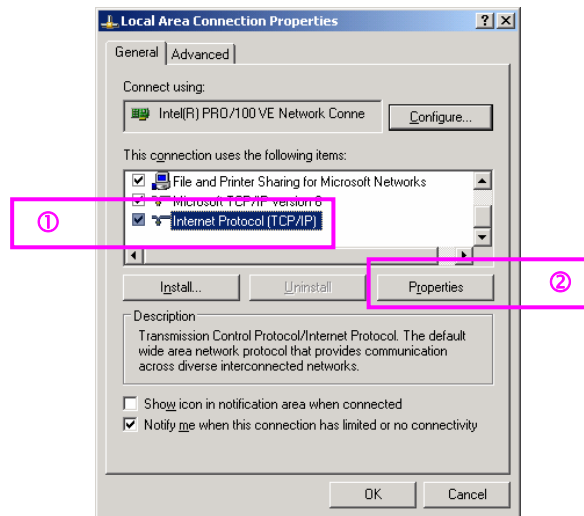 Local Area Connection Properties
General
Advanced
Connect using:
Intel(R) PRO/100 VE Network Conne
Configure...
This connection uses the following items:
File and Printer Sharing for Microsoft Networks
Microsoft TCP/IP version 6
① Internet Protocol (TCP/IP)
Install... Uninstall Properties ②
Description
Transmission Control Protocol/Internet Protocol. The default
wide area network protocol that provides communication
across diverse interconnected networks.
Show icon in notification area when connected
Notify me when this connection has limited or no connectivity
OK Cancel